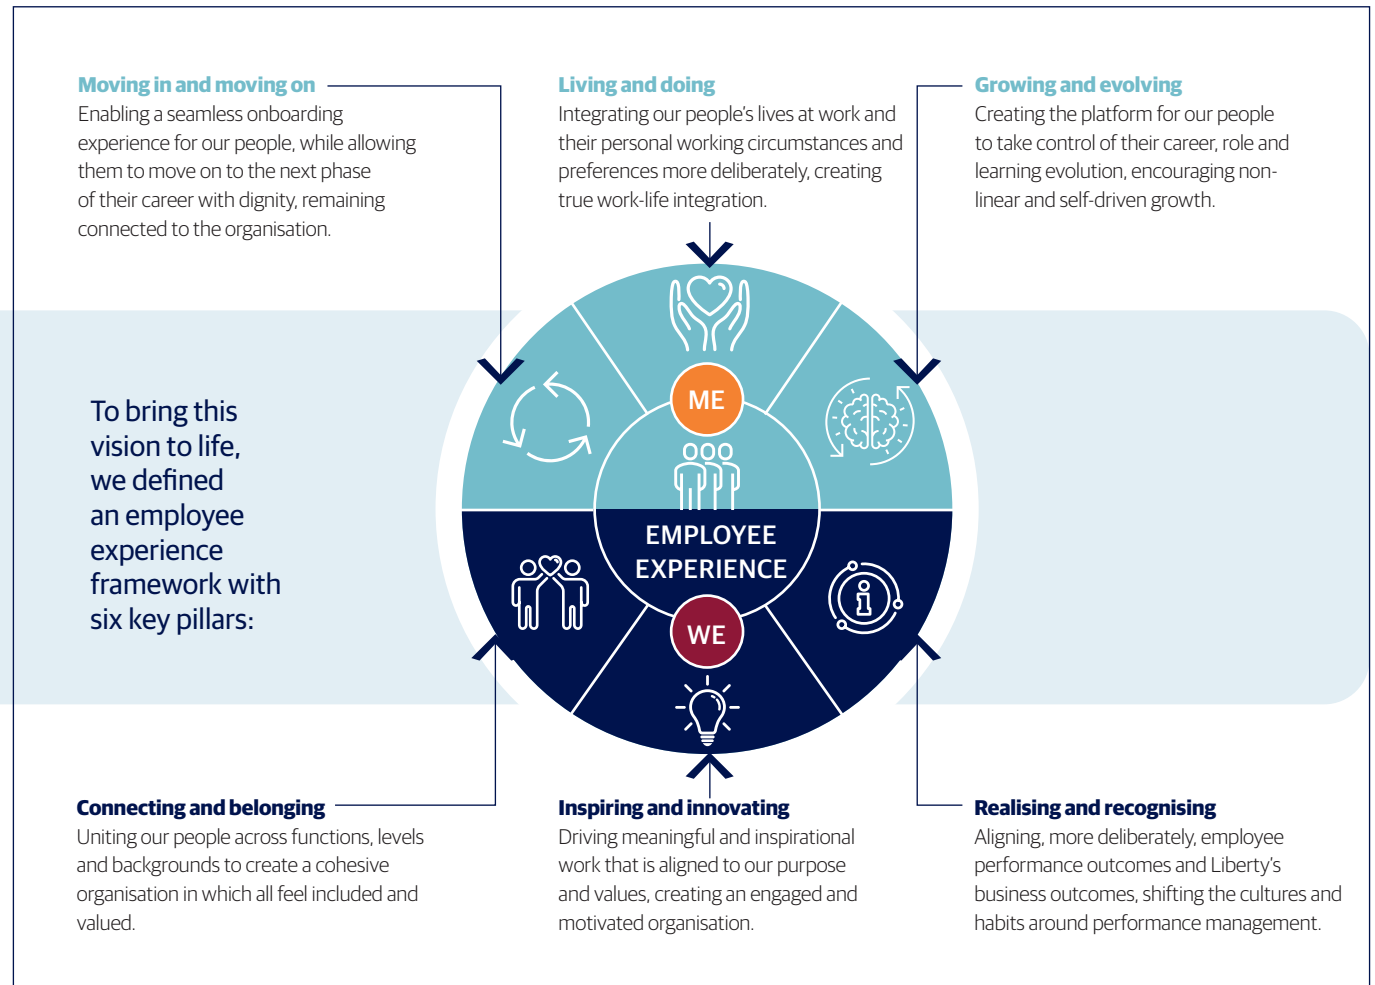 Moving in and moving on
Enabling a seamless onboarding
experience for our people, while allowing
them to move on to the next phase
of their career with dignity, remaining
connected to the organisation.
Living and doing
Integrating our people's lives at work and
their personal working circumstances and
preferences more deliberately, creating
true work-life integration.
Growing and evolving
Creating the platform for our people
to take control of their career, role and
learning evolution, encouraging non-
linear and self-driven growth.
To bring this
vision to life,
we defined
an employee
experience
framework with
six key pillars:
ME
EMPLOYEE
EXPERIENCE
WE
Connecting and belonging
Uniting our people across functions, levels
and backgrounds to create a cohesive
organisation in which all feel included and
valued.
Inspiring and innovating
Driving meaningful and inspirational
work that is aligned to our purpose
and values, creating an engaged and
motivated organisation.
Realising and recognising
Aligning, more deliberately, employee
performance outcomes and Liberty's
business outcomes, shifting the cultures and
habits around performance management.